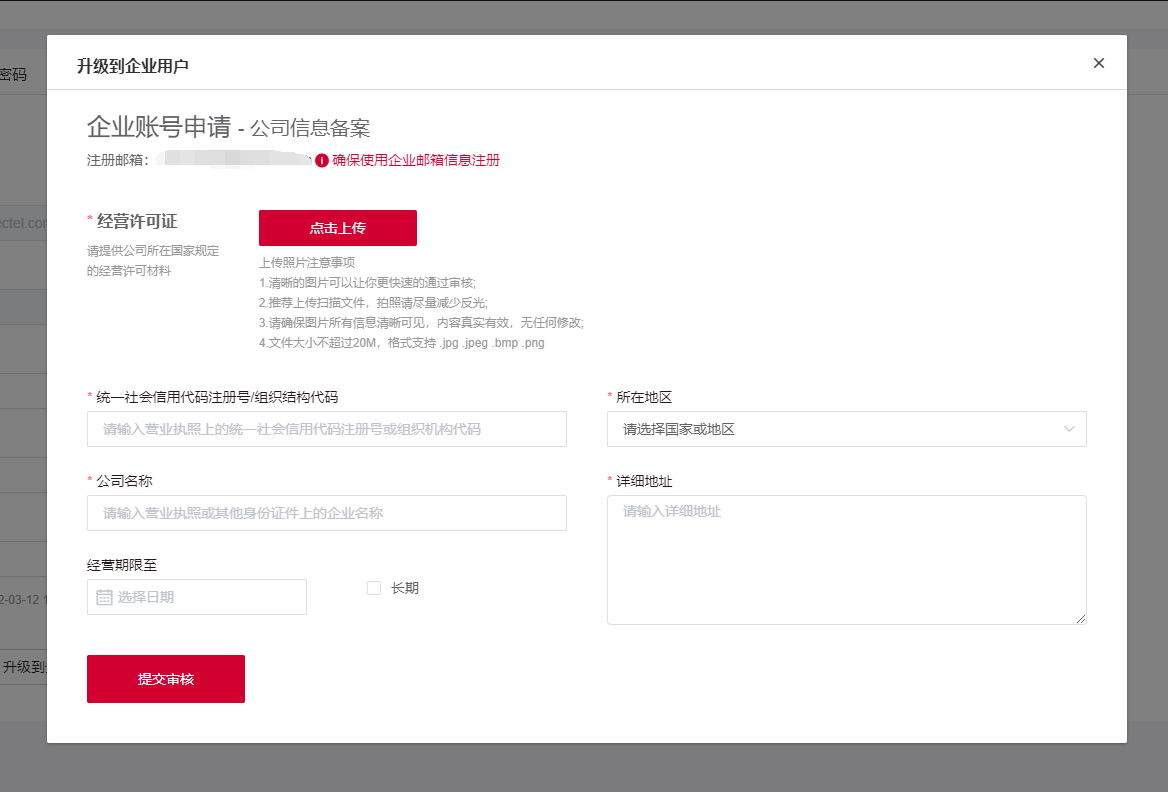 升级到企业用户
密码
企业账号申请 - 公司信息备案
注册邮箱： 确保使用企业邮箱信息注册
* 经营许可证
请提供公司所在国家规定
的经营许可材料
点击上传
上传照片注意事项
1.清晰的图片可以让你更快速的通过审核;
2.推荐上传扫描文件，拍照请尽量减少反光;
3.请确保图片所有信息清晰可见，内容真实有效，无任何修改;
4.文件大小不超过20M，格式支持 .jpg .jpeg .bmp .png
ectel.con
* 统一社会信用代码注册号/组织结构代码
请输入营业执照上的统一社会信用代码注册号或组织机构代码
* 所在地区
请选择国家或地区
* 公司名称
请输入营业执照或其他身份证件上的企业名称
* 详细地址
请输入详细地址
经营期限至
选择日期
长期
2-03-12 1
升级到
提交审核